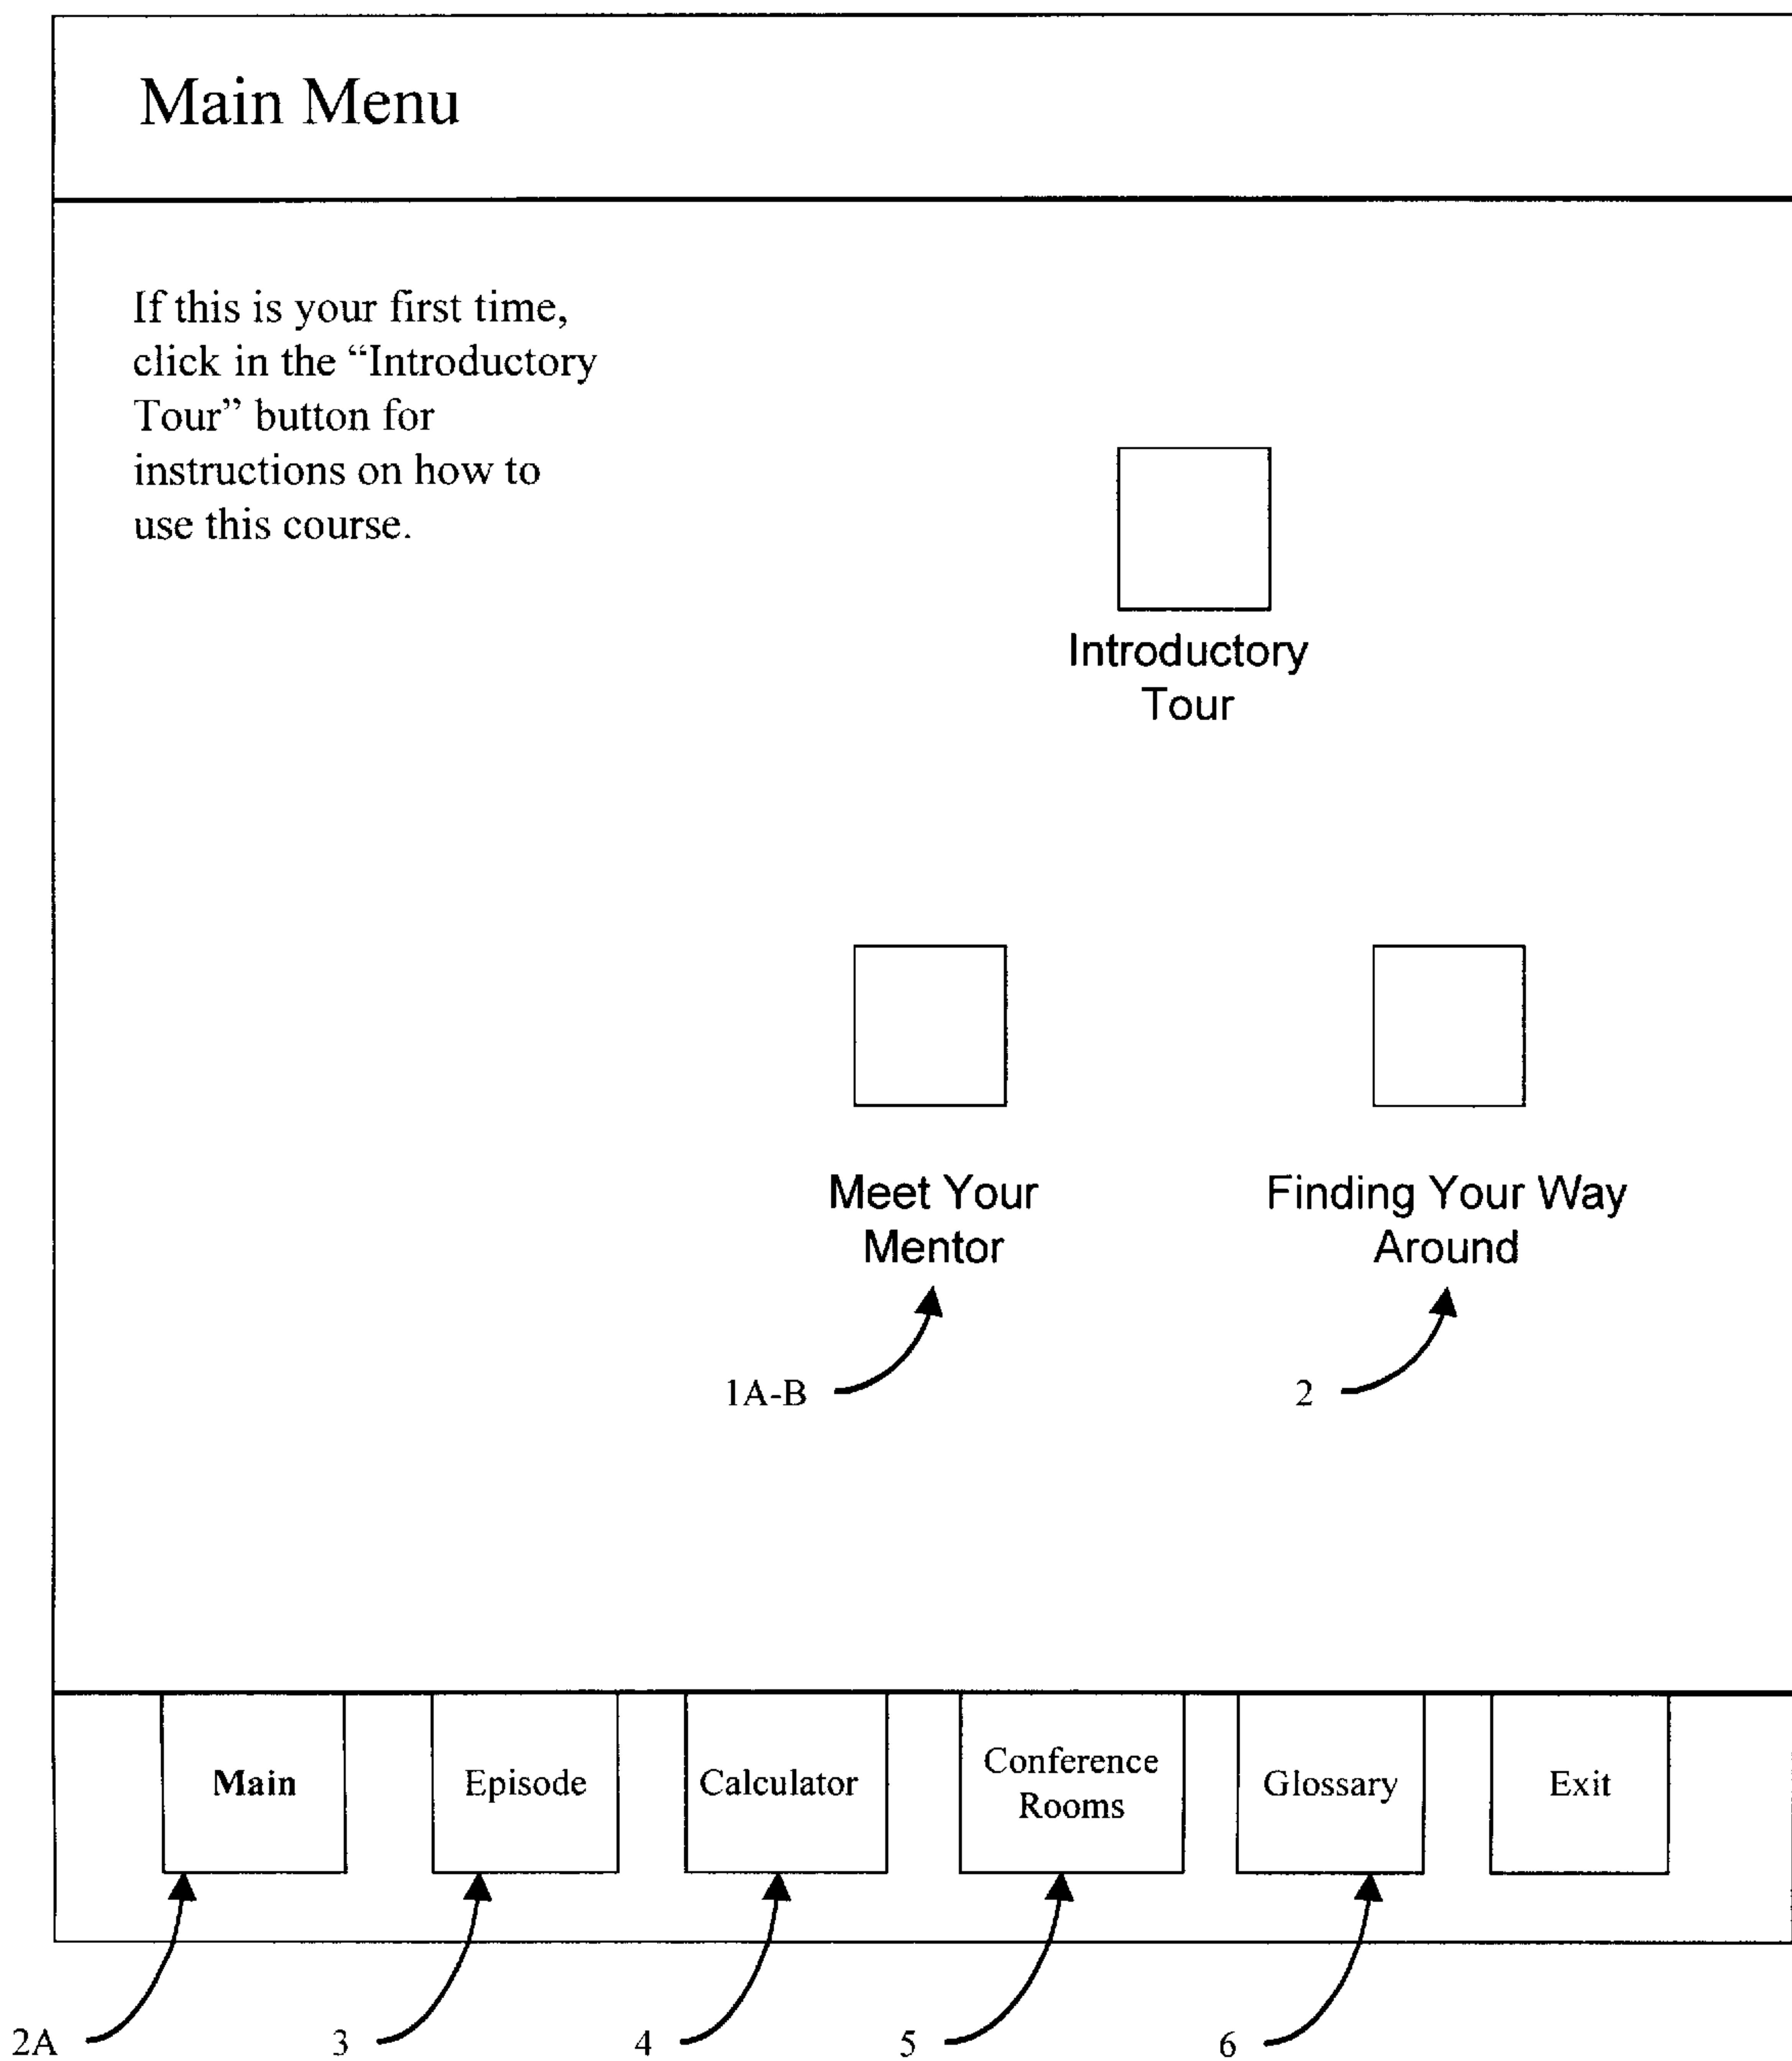 Main Menu
If this is your first time,
click in the “Introductory
Tour” button for
instructions on how to
use this course.
Introductory
Tour
Meet Your
Mentor
Finding Your Way
Around
1A-B
2
Main
Episode
Calculator
Conference
Rooms
Glossary
Exit
2A
3
4
5
6